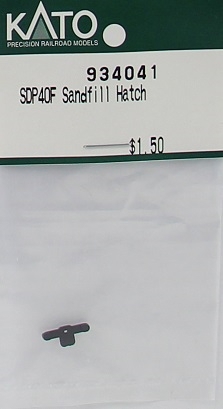 KATO
PRECISION RAILROAD MODELS
934041
SDP40F Sandfill Hatch
$1.50